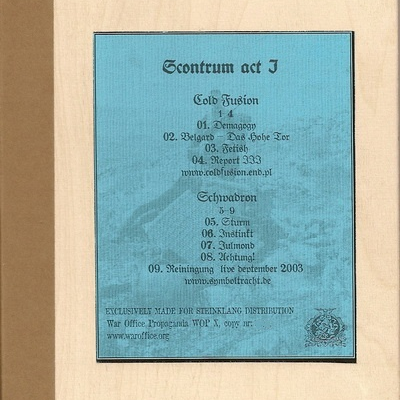 Scontrum act I
Cold Fusion
1-4
01. Demagogy
02. Belgard - Das Hohe Tor
03. Fetish
04. Report III
www.coldfusion.end.pl
Schwadron
5-9
05. Sturm
06. Instinkt
07. Julmond
08. Achtung!
09. Reiningung live september 2003
www.symboltracht.de
EXCLUSIVELY MADE FOR STEINKLANG DISTRIBUTION
War Office Propaganda WOP X, copy nr:
www.waroffice.org